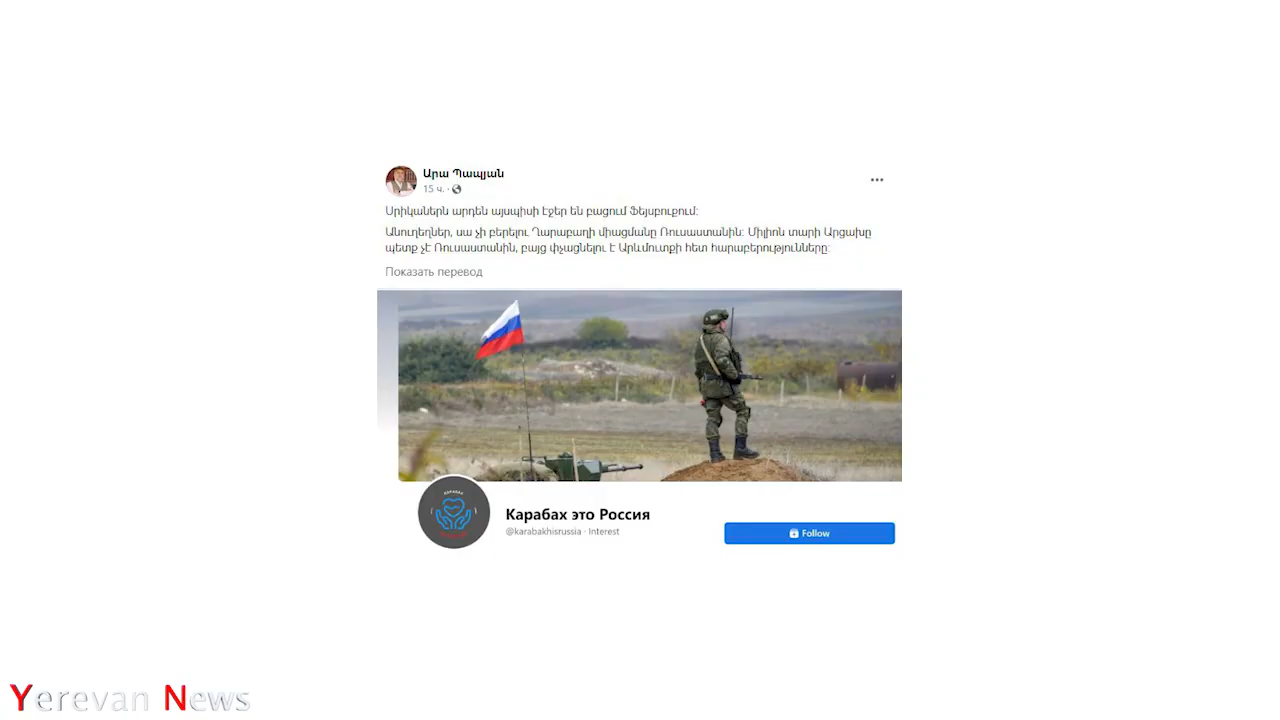 Արա Պապյան
15 ч.
Սրիկաներն արդեն այսպիսի էջեր են բացում Ֆեյսբուքում:
Անուղեղներ, սա չի բերելու Ղարաբաղի միացմանը Ռուսաստանին: Միլիոն տարի Արցախը
պետք չէ Ռուսաստանին, բայց փչացնելու է Արևմուտքի հետ հարաբերությունները:
Показать перевод
КАРАБАХ
Карабах это Россия
@karabakhisrussia · Interest
Follow
Yerevan News